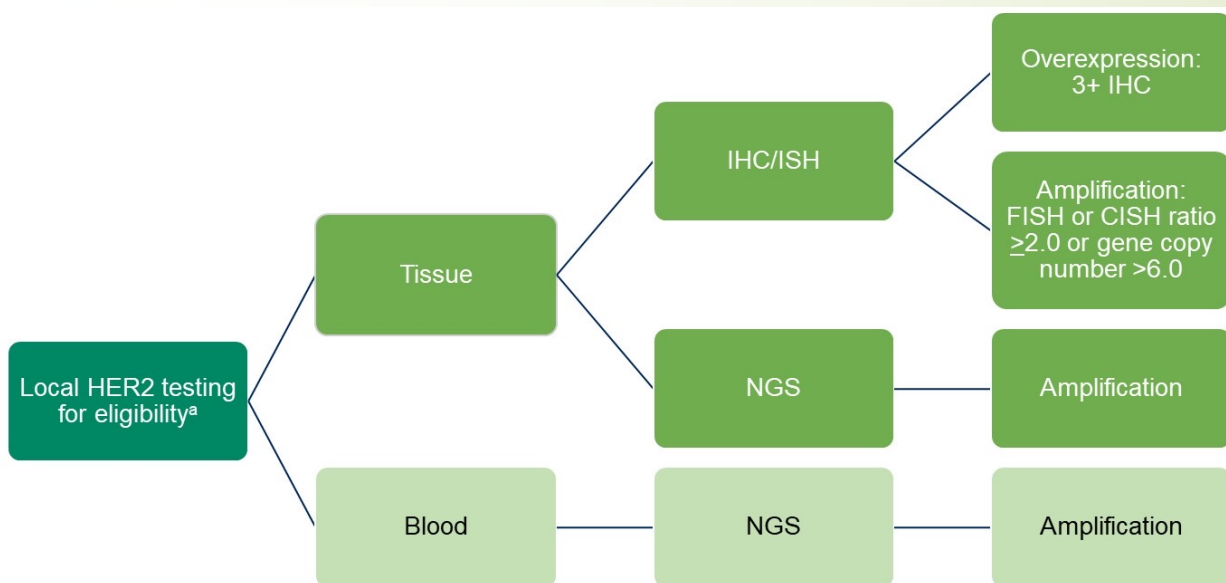 Overexpression:
3+ IHC
IHC/ISH
Amplification:
FISH or CISH ratio
≥2.0 or gene copy
number >6.0
Tissue
Local HER2 testing
for eligibilityᵃ
NGS
Amplification
Blood
NGS
Amplification